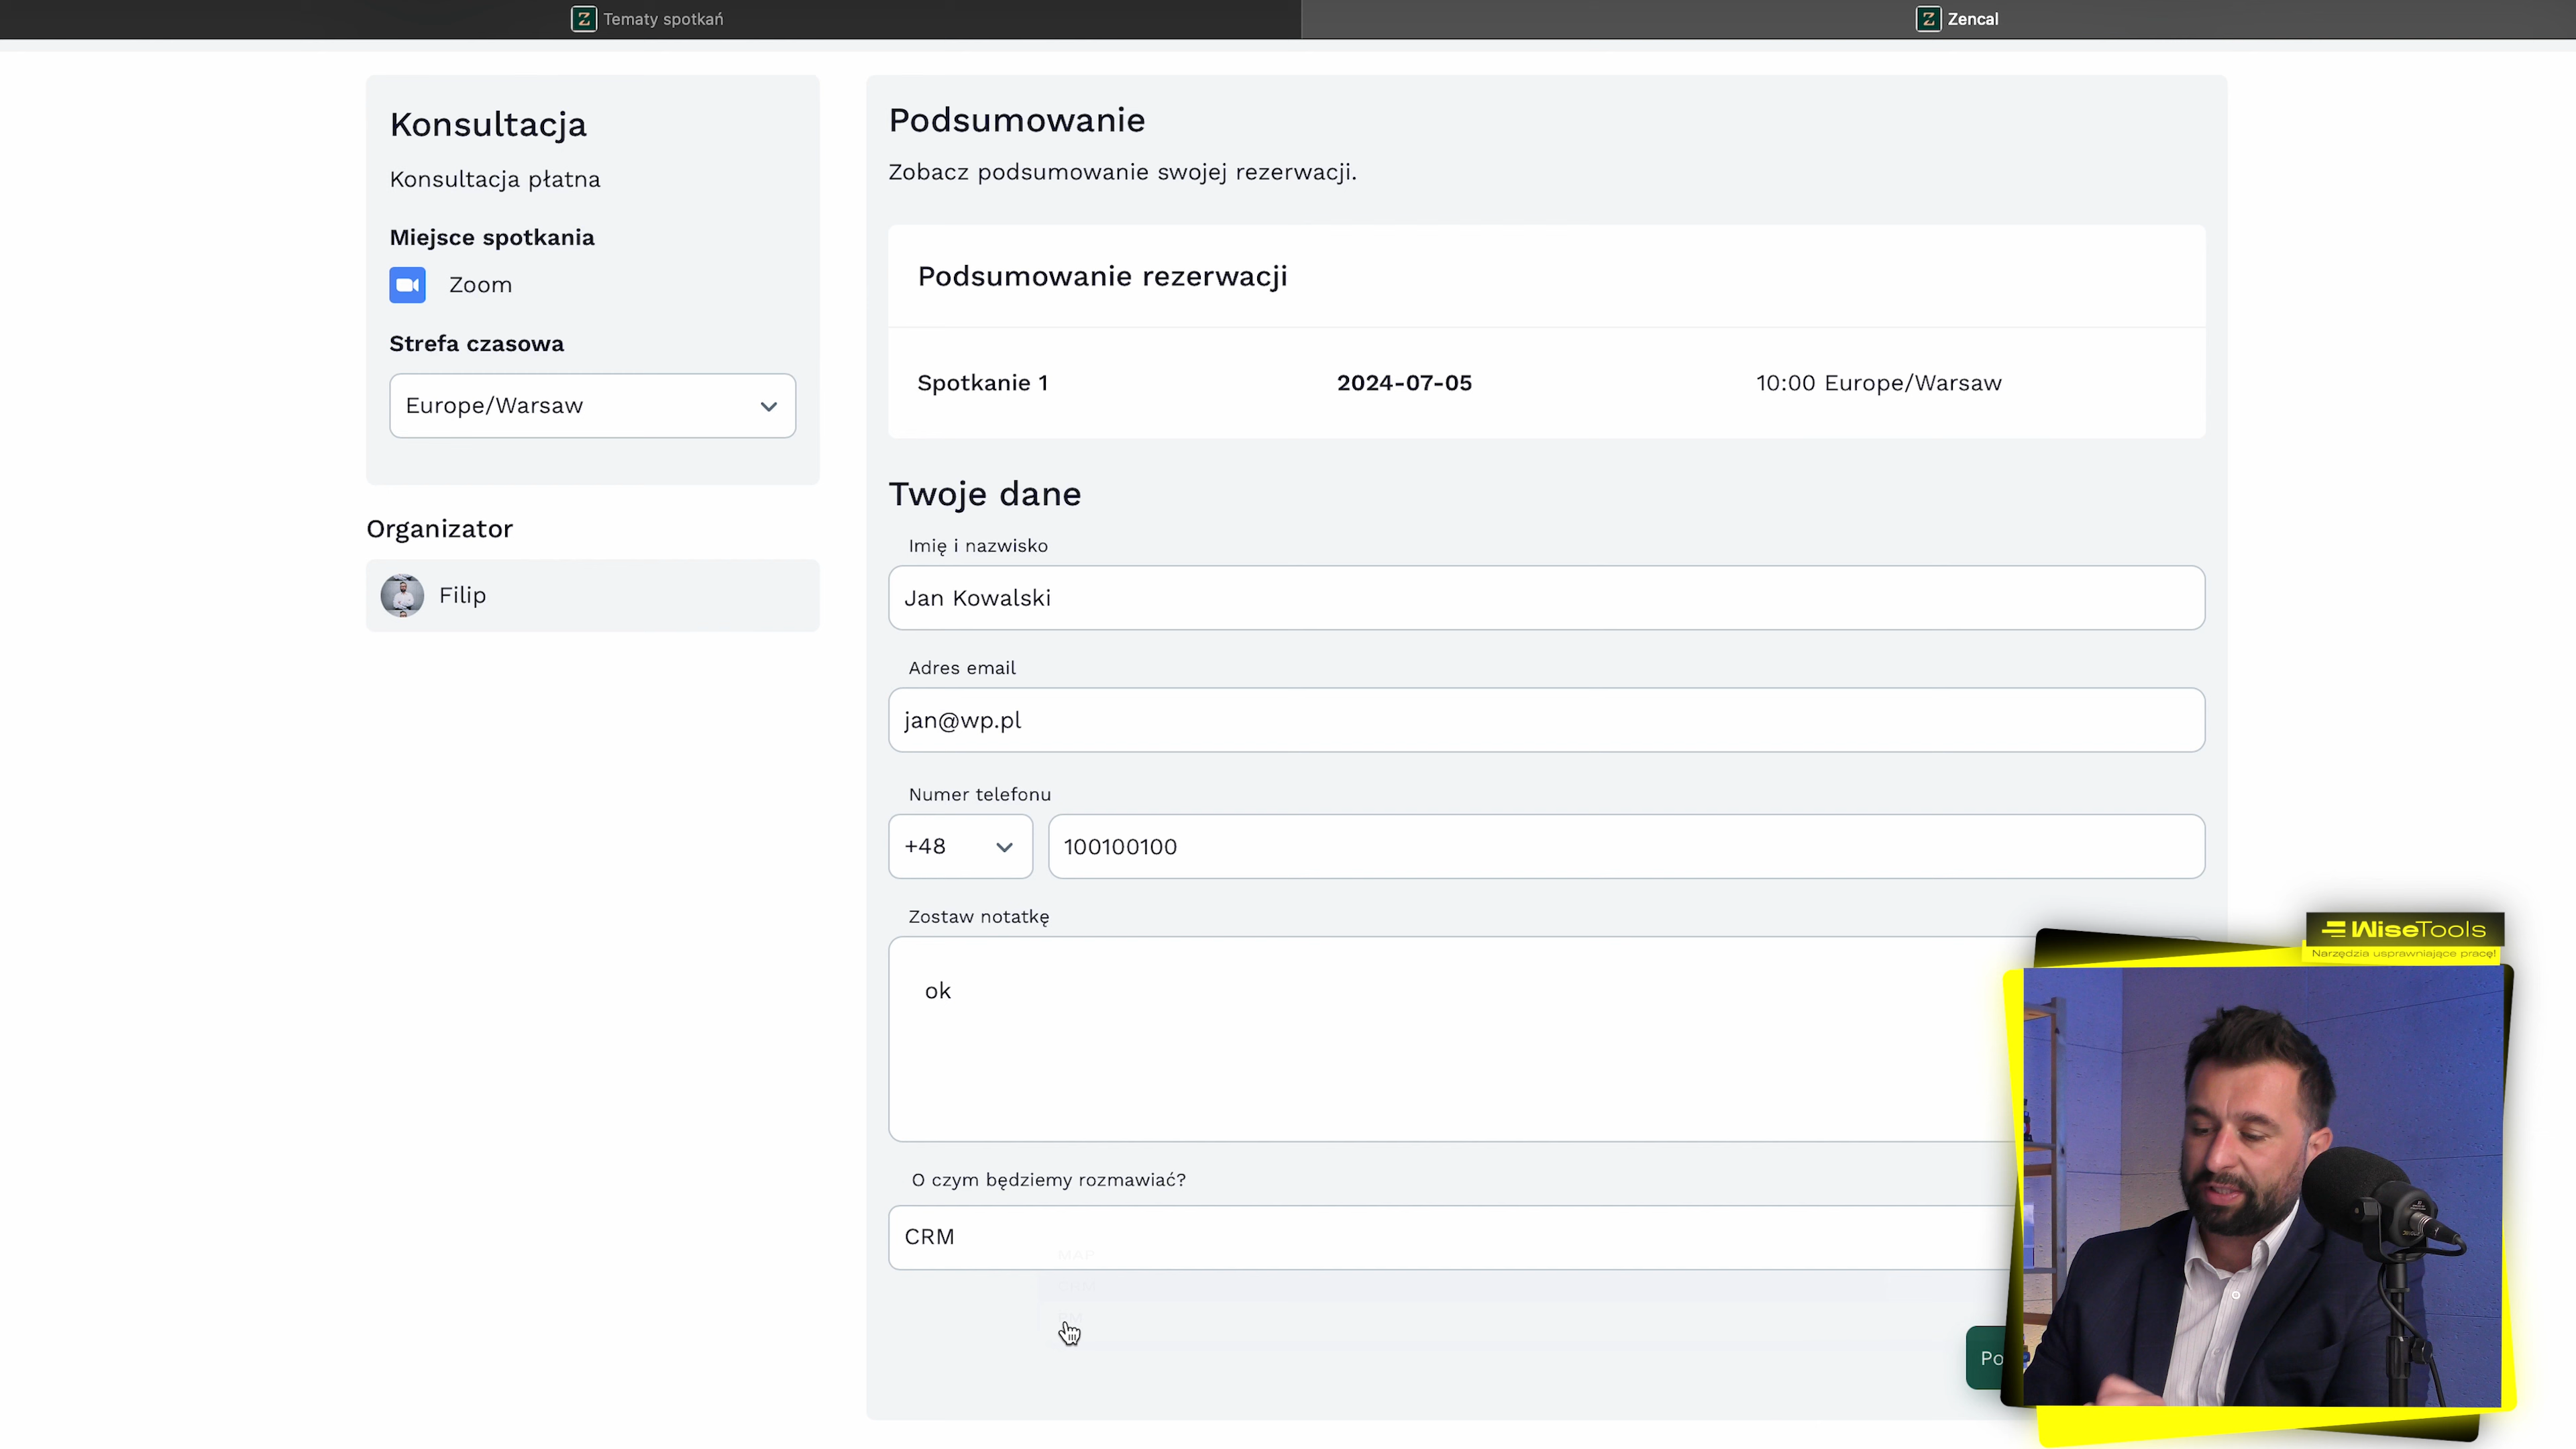 Tematy spotkań
Zencal
Konsultacja
Konsultacja płatna
Miejsce spotkania
Zoom
Strefa czasowa
Europe/Warsaw
Organizator
Filip
Podsumowanie
Zobacz podsumowanie swojej rezerwacji.
Podsumowanie rezerwacji
Spotkanie 1 2024-07-05 10:00 Europe/Warsaw
Twoje dane
Imię i nazwisko
Jan Kowalski
Adres email
jan@wp.pl
Numer telefonu
+48 100100100
Zostaw notatkę
ok
O czym będziemy rozmawiać?
CRM
Po
WiseTools
Narzędzia usprawniające pracę!